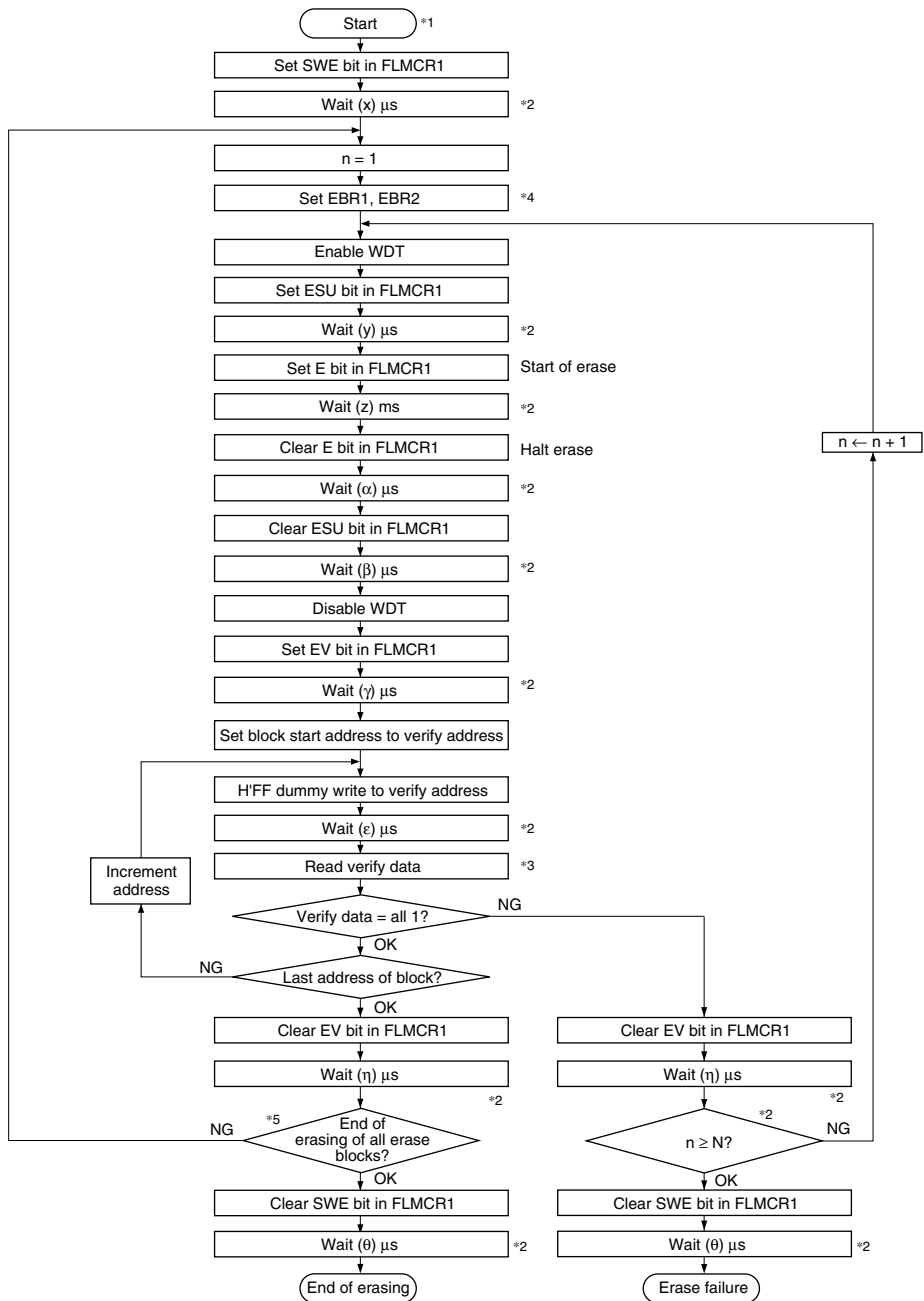 Start *1
Set SWE bit in FLMCR1
Wait (x) μs *2
n = 1
Set EBR1, EBR2 *4
Enable WDT
Set ESU bit in FLMCR1
Wait (y) μs *2
Set E bit in FLMCR1 Start of erase
Wait (z) ms *2
Clear E bit in FLMCR1 Halt erase
n ← n + 1
Wait (α) μs *2
Clear ESU bit in FLMCR1
Wait (β) μs *2
Disable WDT
Set EV bit in FLMCR1
Wait (γ) μs *2
Set block start address to verify address
H'FF dummy write to verify address
Wait (ε) μs *2
Increment
address
Read verify data *3
Verify data = all 1? NG
OK
NG Last address of block?
OK
Clear EV bit in FLMCR1 Clear EV bit in FLMCR1
Wait (η) μs Wait (η) μs
*2 *2
NG *5 End of
erasing of all erase
blocks?
*2 n ≥ N? NG
OK OK
Clear SWE bit in FLMCR1 Clear SWE bit in FLMCR1
Wait (θ) μs *2 Wait (θ) μs *2
End of erasing Erase failure